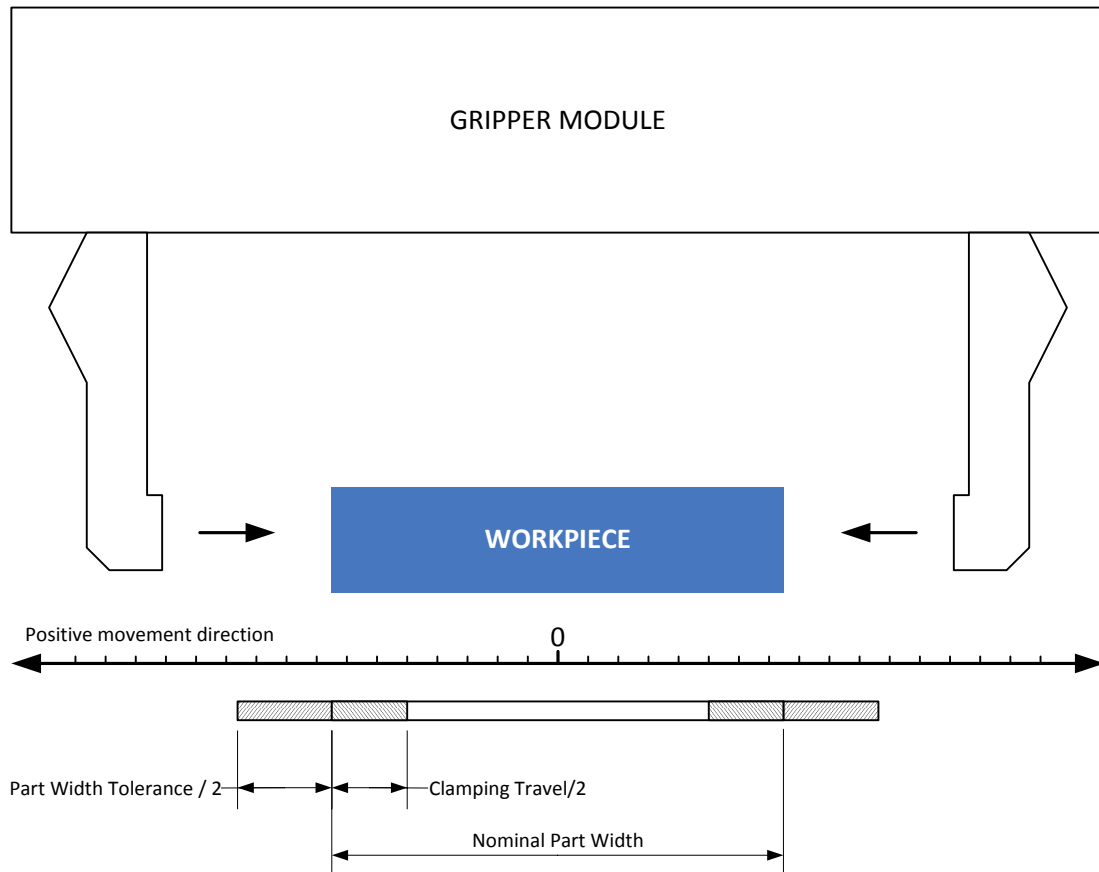 GRIPPER MODULE
WORKPIECE
Positive movement direction
0
Part Width Tolerance / 2
Clamping Travel/2
Nominal Part Width